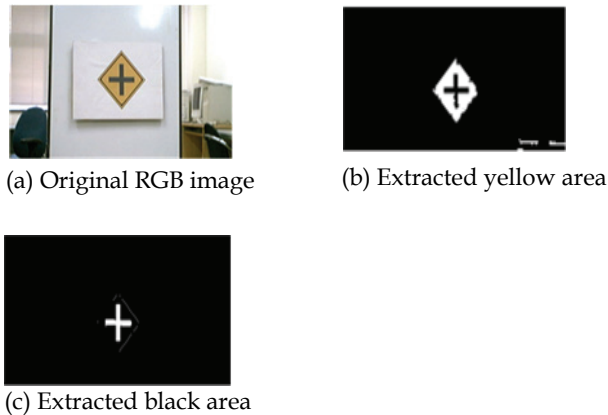 (a) Original RGB image
(b) Extracted yellow area
(c) Extracted black area